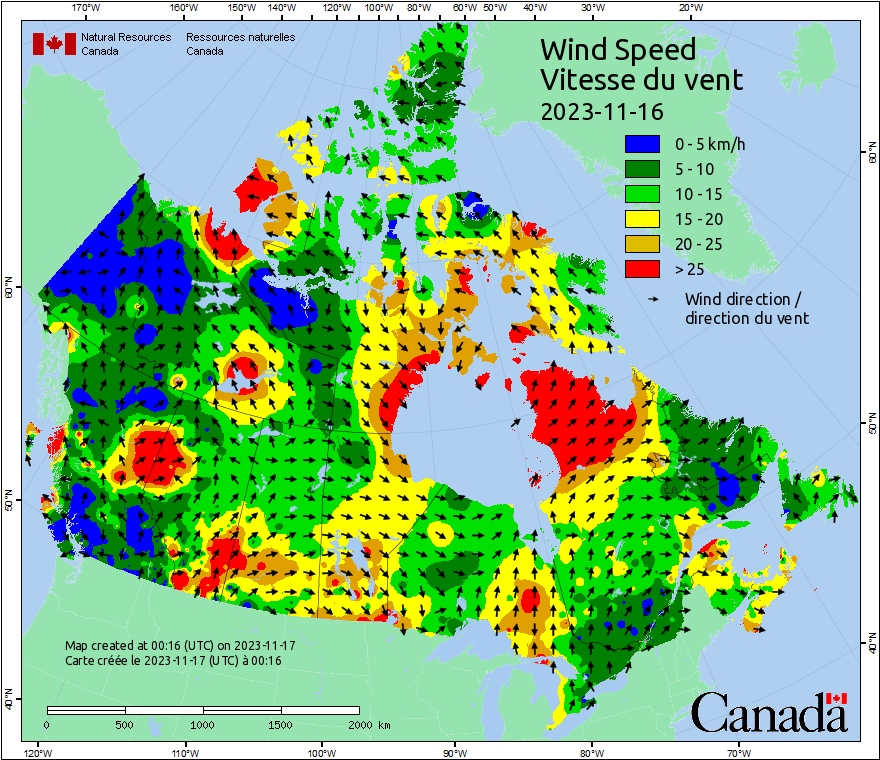 170°W 160°W 150°W 140°W 130°W 120°W 110°W 100°W 90°W 80°W 70°W 60°W 50°W 40°W 30°W 20°W
Natural Resources Ressources naturelles
Canada Canada
Wind Speed
Vitesse du vent
2023-11-16
0 - 5 km/h
5 - 10
10 - 15
15 - 20
20 - 25
> 25
Wind direction /
direction du vent
60°N
60°N
50°N
50°N
40°N
40°N
Map created at 00:16 (UTC) on 2023-11-17
Carte créée le 2023-11-17 (UTC) à 00:16
0 500 1000 1500 2000 km
Canada
120°W 110°W 100°W 90°W 80°W 70°W